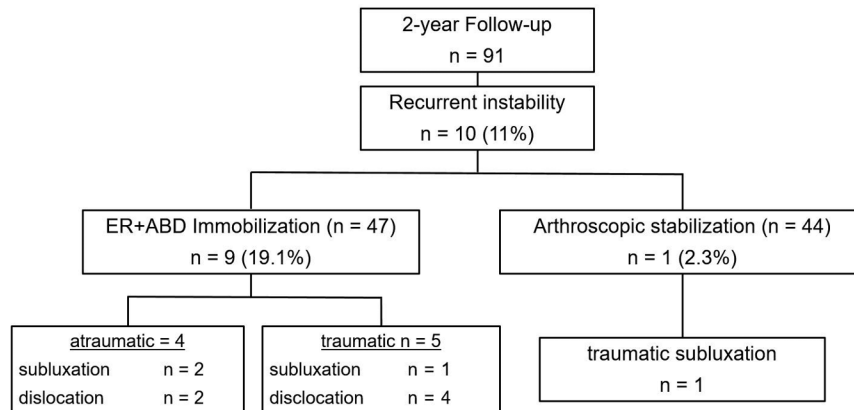 2-year Follow-up
n = 91
Recurrent instability
n = 10 (11%)
ER+ABD Immobilization (n = 47)
n = 9 (19.1%)
Arthroscopic stabilization (n = 44)
n = 1 (2.3%)
atraumatic = 4
subluxation n = 2
dislocation n = 2
traumatic n = 5
subluxation n = 1
disclocation n = 4
traumatic subluxation
n = 1